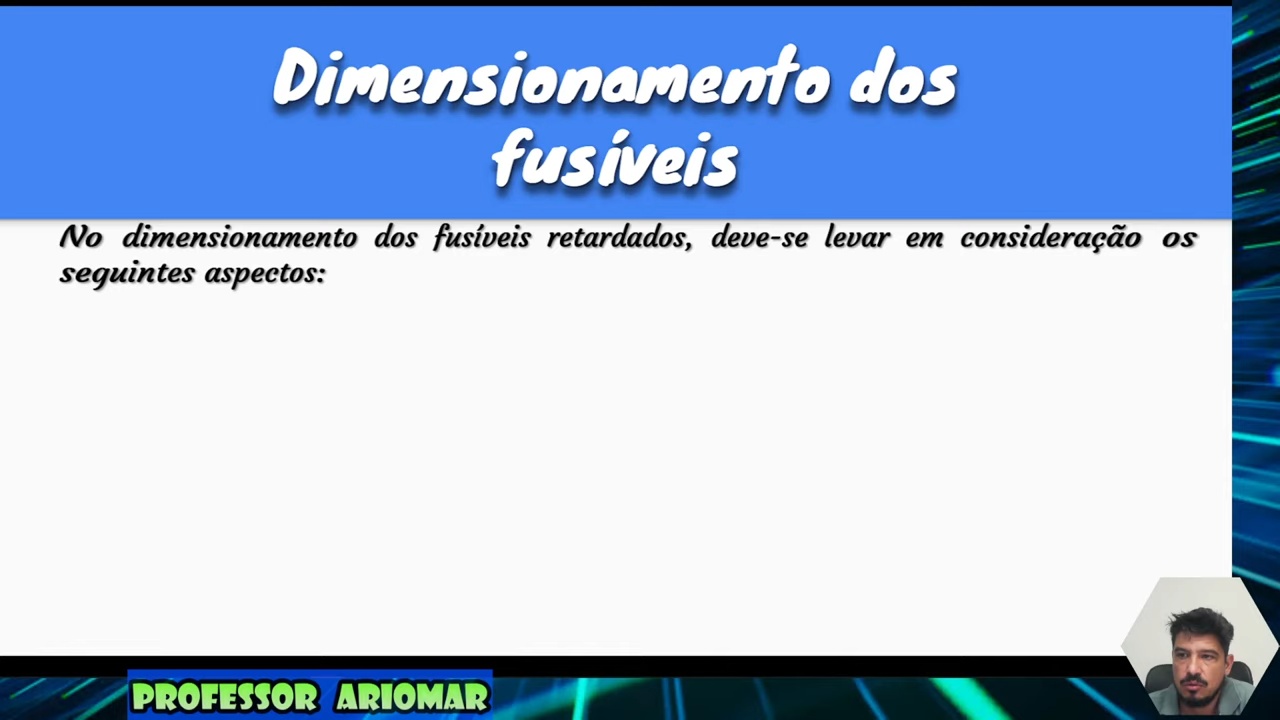 Dimensionamento dos
fusíveis
No dimensionamento dos fusíveis retardados, deve-se levar em consideração os
seguintes aspectos:
PROFESSOR ARIOMAR